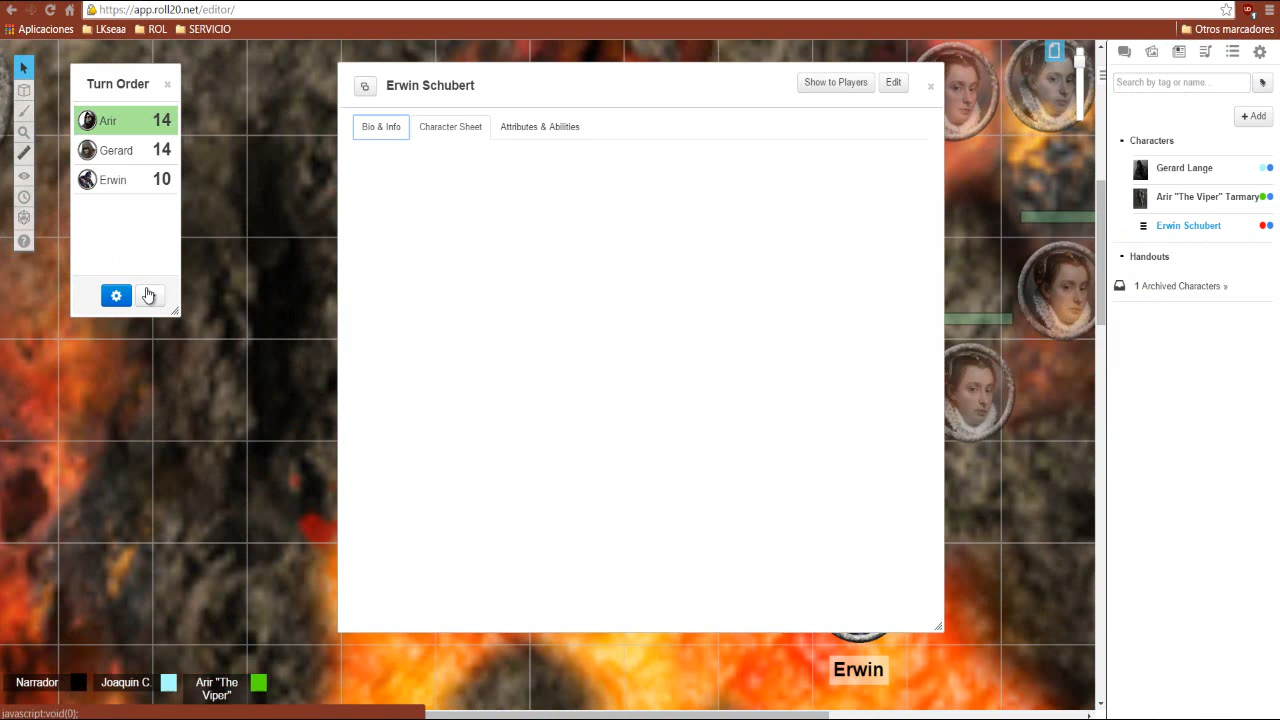 https://app.roll20.net/editor/
Aplicaciones LKseaa ROL SERVICIO Otros marcadores
Turn Order ×
Arir 14
Gerard 14
Erwin 10
Erwin Schubert Show to Players Edit ×
Bio & Info Character Sheet Attributes & Abilities
Search by tag or name...
+ Add
Characters
Gerard Lange
Arir "The Viper" Tarmary
Erwin Schubert
Handouts
1 Archived Characters »
Erwin
Narrador Joaquin C. Arir "The
Viper"
javascript:void(0);